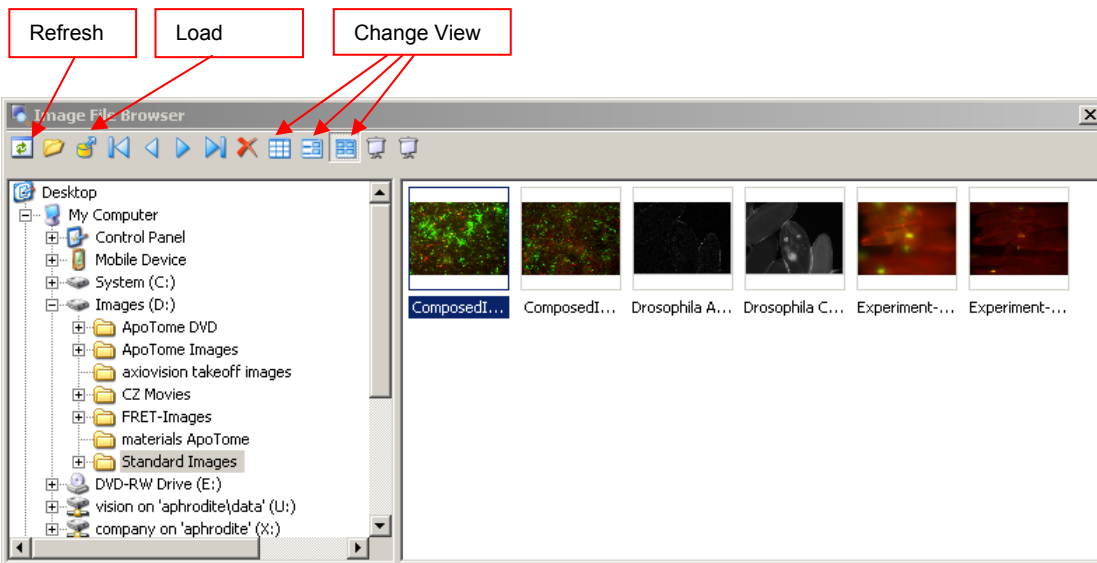 Refresh
Load
Change View
Image File Browser
Desktop
My Computer
Control Panel
Mobile Device
System (C:)
Images (D:)
ApoTome DVD
ApoTome Images
axiovision takeoff images
CZ Movies
FRET-Images
materials ApoTome
Standard Images
DVD-RW Drive (E:)
vision on 'aphrodite\data' (U:)
company on 'aphrodite' (X:)
ComposedI... ComposedI... Drosophila A... Drosophila C... Experiment-... Experiment-...